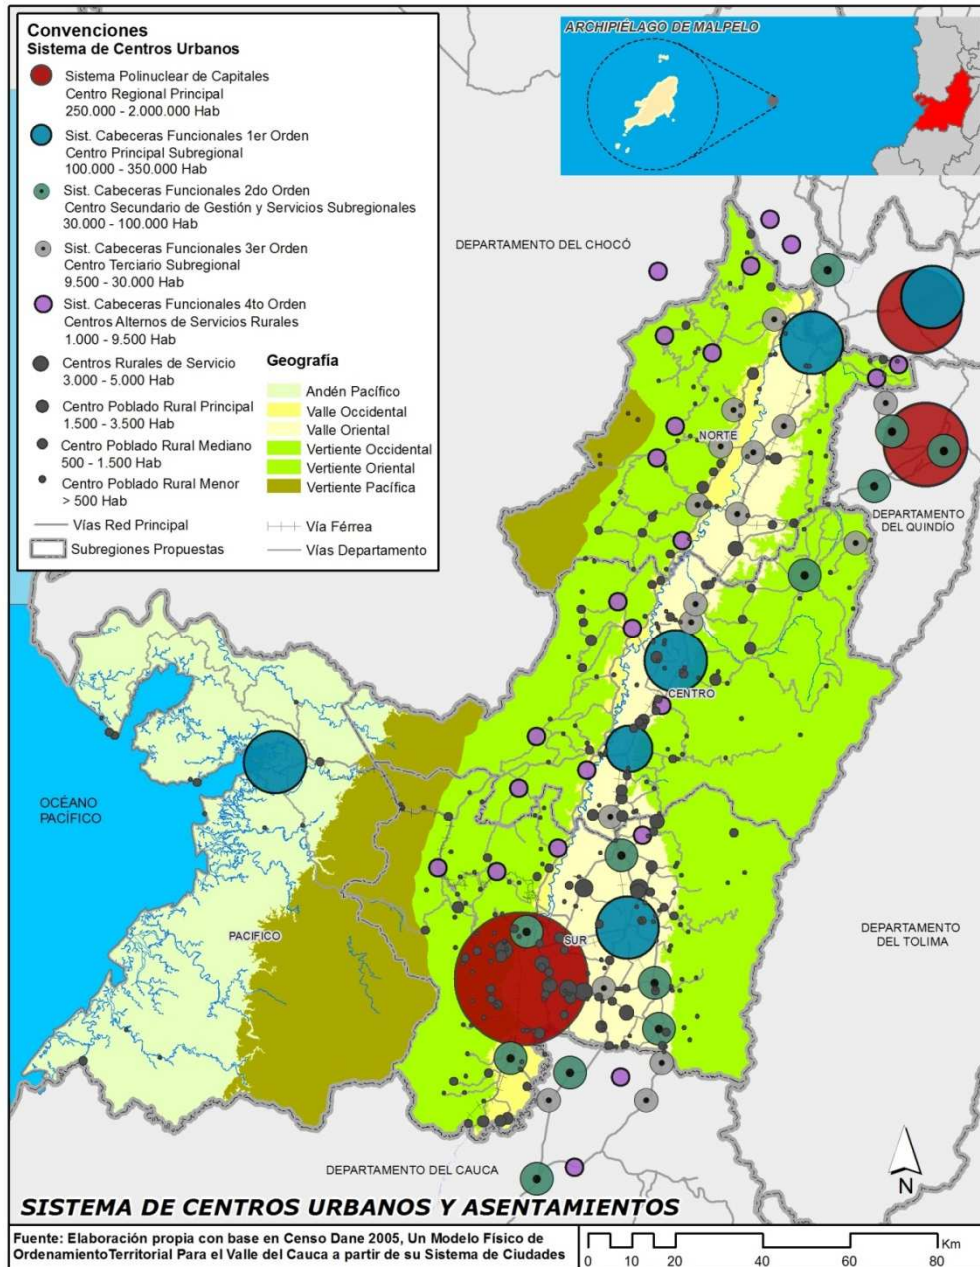 Convenciones
Sistema de Centros Urbanos
Sistema Polinuclear de Capitales
Centro Regional Principal
250.000 - 2.000.000 Hab
Sist. Cabeceras Funcionales 1er Orden
Centro Principal Subregional
100.000 - 350.000 Hab
Sist. Cabeceras Funcionales 2do Orden
Centro Secundario de Gestión y Servicios Subregionales
30.000 - 100.000 Hab
Sist. Cabeceras Funcionales 3er Orden
Centro Terciario Subregional
9.500 - 30.000 Hab
Sist. Cabeceras Funcionales 4to Orden
Centros Alternos de Servicios Rurales
1.000 - 9.500 Hab
Centros Rurales de Servicio
3.000 - 5.000 Hab
Centro Poblado Rural Principal
1.500 - 3.500 Hab
Centro Poblado Rural Mediano
500 - 1.500 Hab
Centro Poblado Rural Menor
> 500 Hab
Vías Red Principal
Subregiones Propuestas
Geografía
Andén Pacífico
Valle Occidental
Valle Oriental
Vertiente Occidental
Vertiente Oriental
Vertiente Pacífica
Vía Férrea
Vías Departamento
ARCHIPIÉLAGO DE MALPELO
DEPARTAMENTO DEL CHOCÓ
NORTE
DEPARTAMENTO
DEL QUINDÍO
CENTRO
OCÉANO
PACÍFICO
PACIFICO
SUR
DEPARTAMENTO
DEL TOLIMA
DEPARTAMENTO DEL CAUCA
N
SISTEMA DE CENTROS URBANOS Y ASENTAMIENTOS
Fuente: Elaboración propia con base en Censo Dane 2005, Un Modelo Físico de
OrdenamientoTerritorial Para el Valle del Cauca a partir de su Sistema de Ciudades
0 10 20 40 60 80 Km